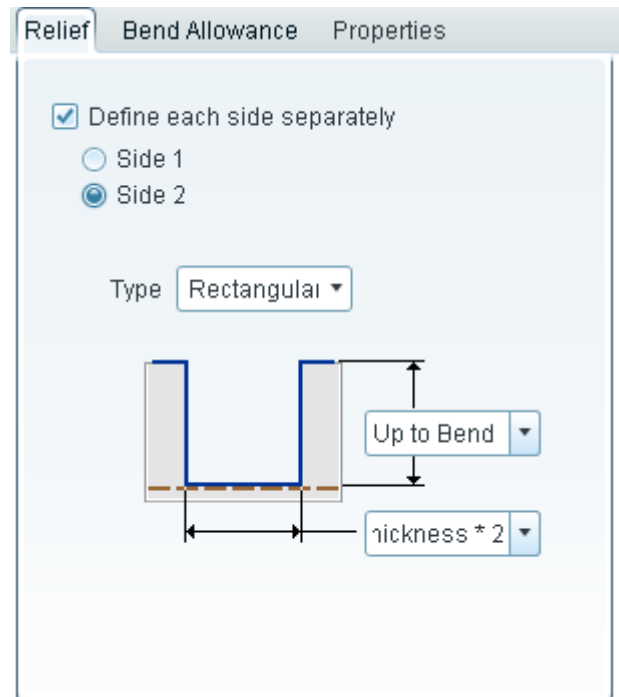 Relief Bend Allowance Properties
Define each side separately
Side 1
Side 2
Type Rectangular
Up to Bend
hickness * 2